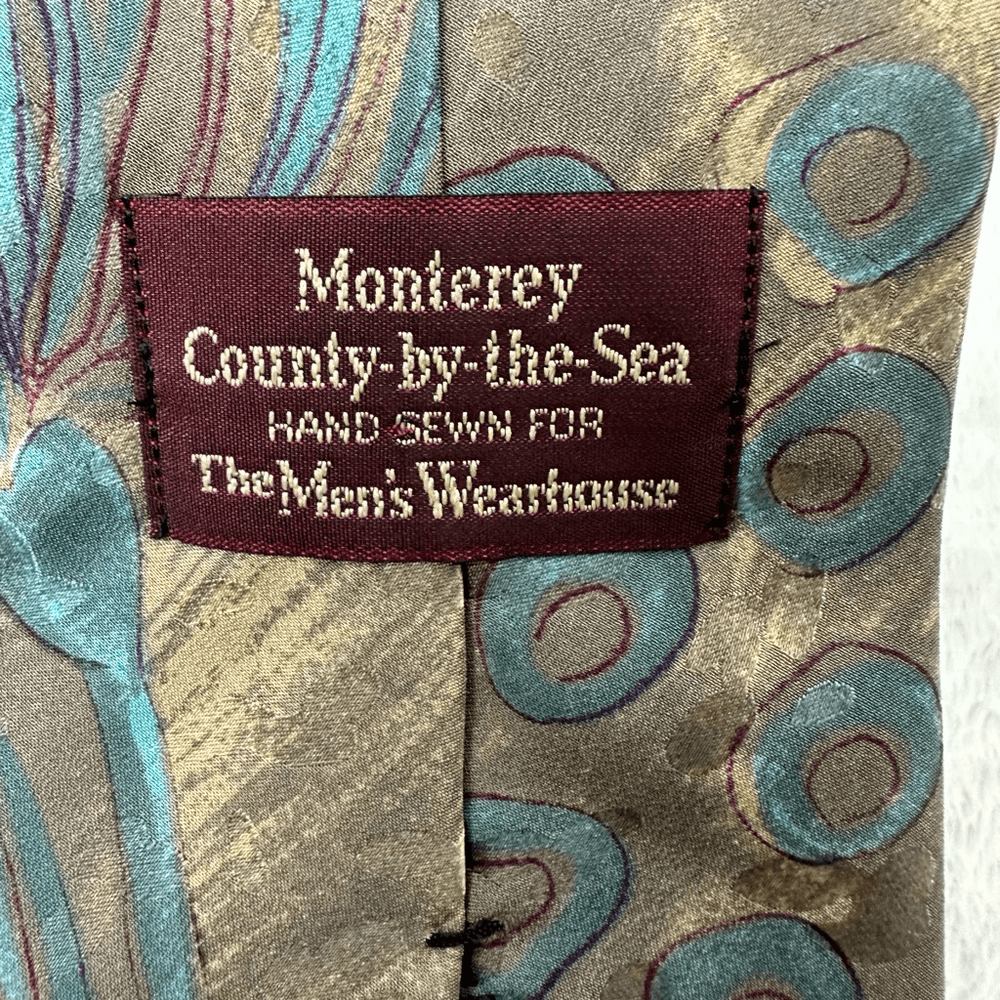 Monterey
County-by-the-Sea
HAND SEWN FOR
The Men's Wearhouse